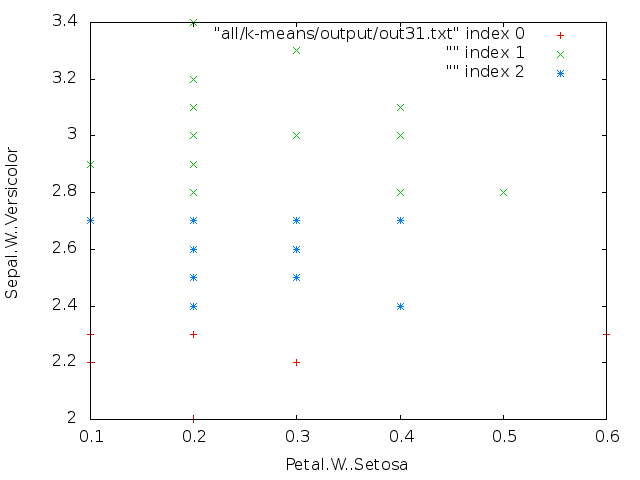 3.4
3.2
3
2.8
2.6
2.4
2.2
2
"all/k-means/output/out31.txt" index 0
"" index 1
"" index 2
Sepal.W..Versicolor
0.1 0.2 0.3 0.4 0.5 0.6
Petal.W..Setosa